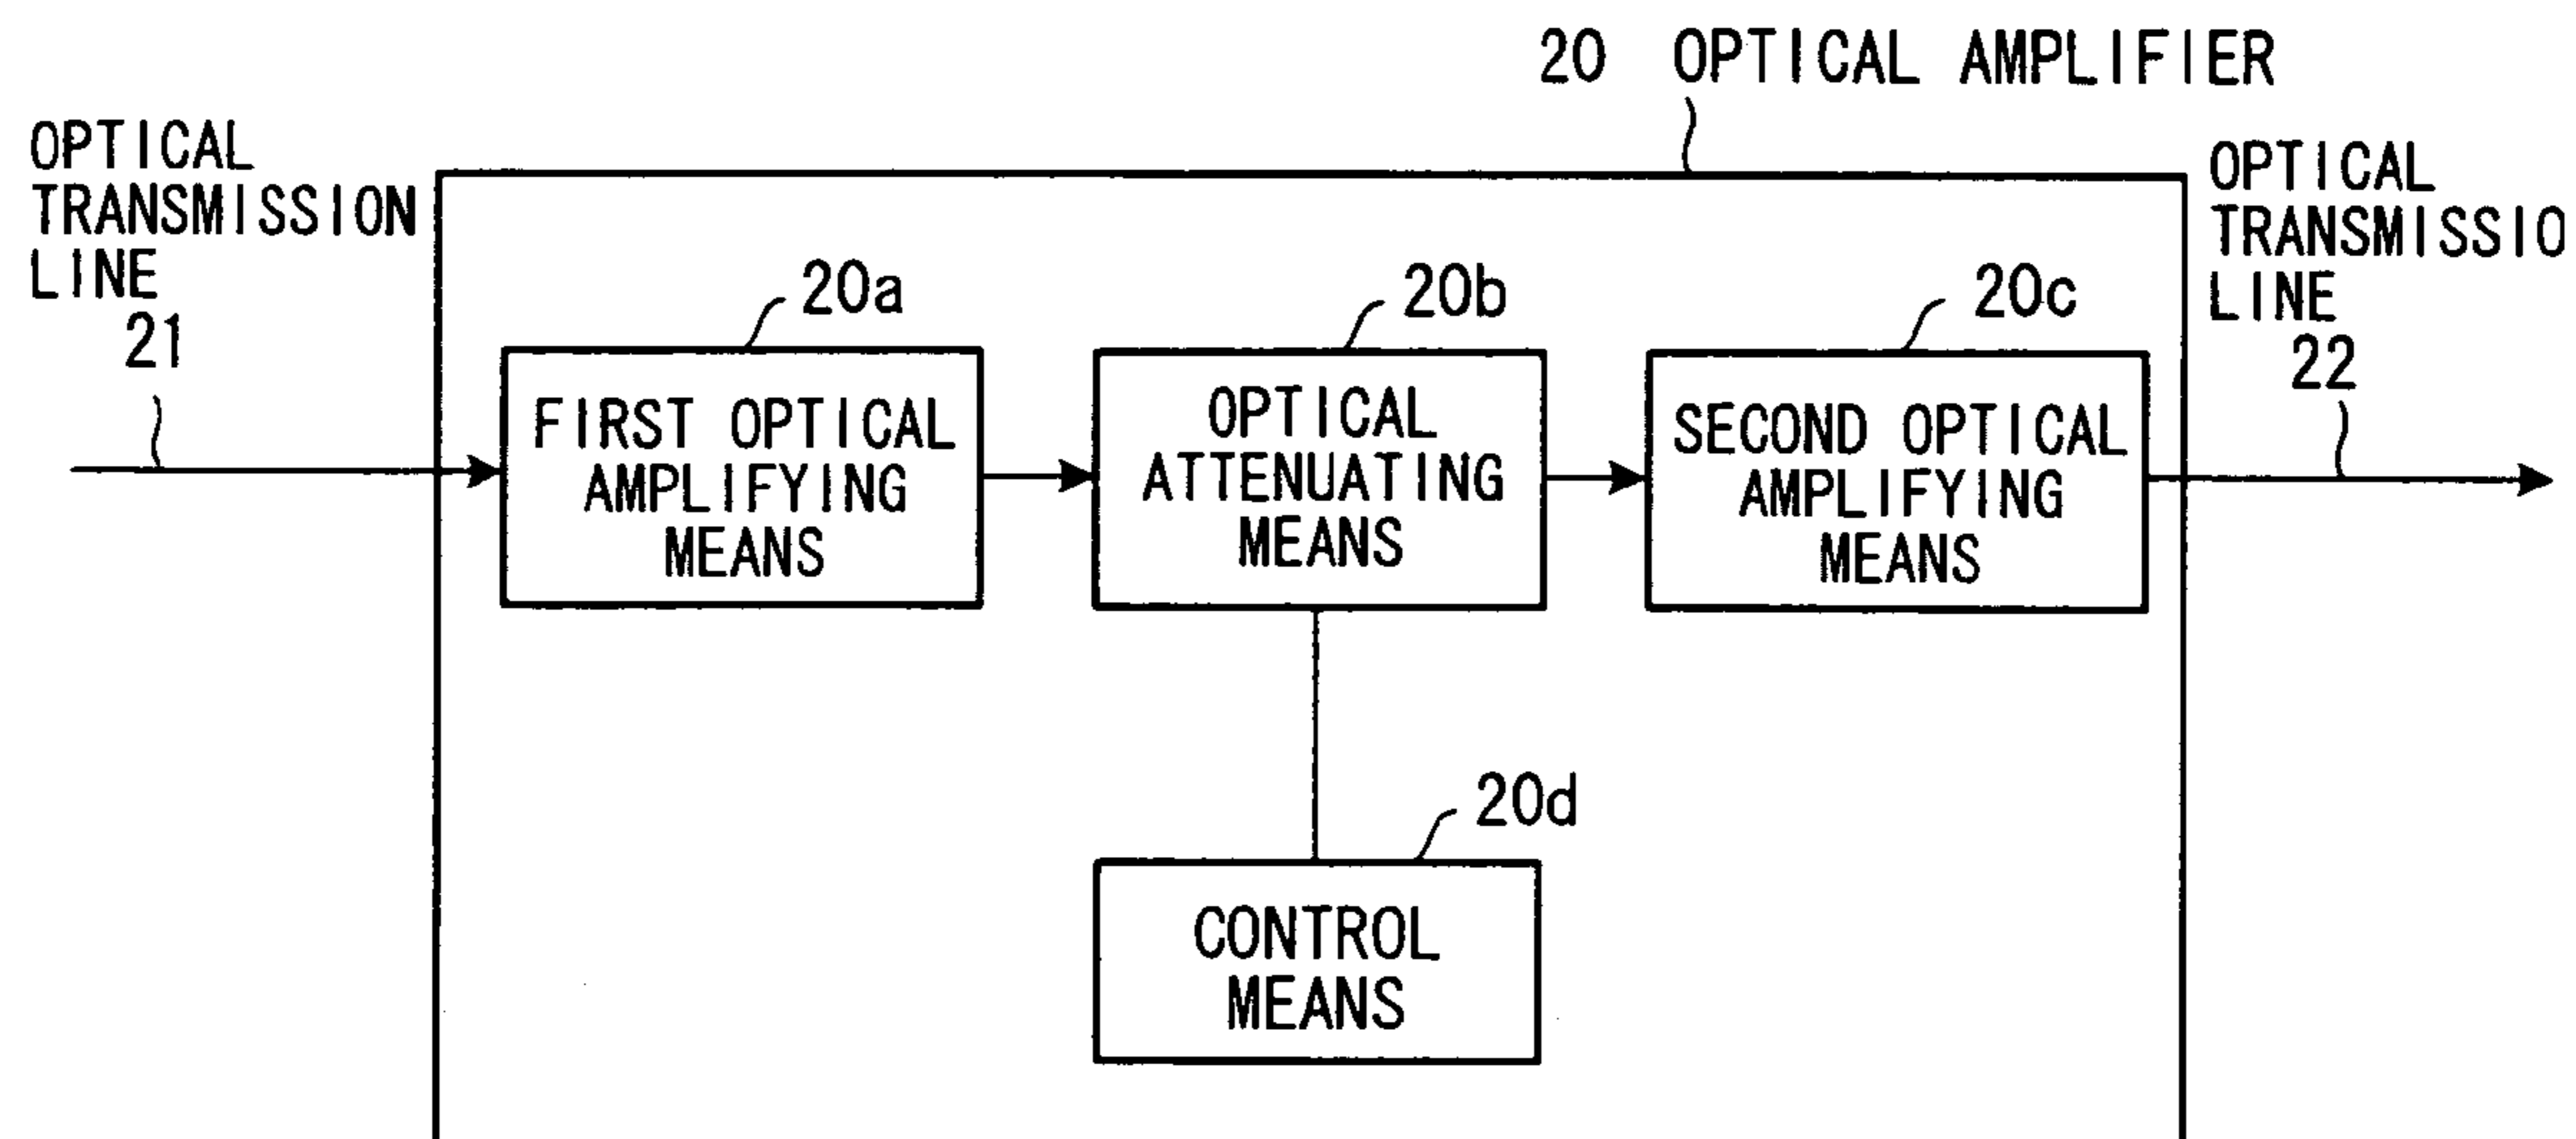 20 OPTICAL AMPLIFIER
OPTICAL
TRANSMISSION
LINE
21
OPTICAL
TRANSMISSIO
LINE
22
20a
FIRST OPTICAL
AMPLIFYING
MEANS
20b
OPTICAL
ATTENUATING
MEANS
20c
SECOND OPTICAL
AMPLIFYING
MEANS
20d
CONTROL
MEANS